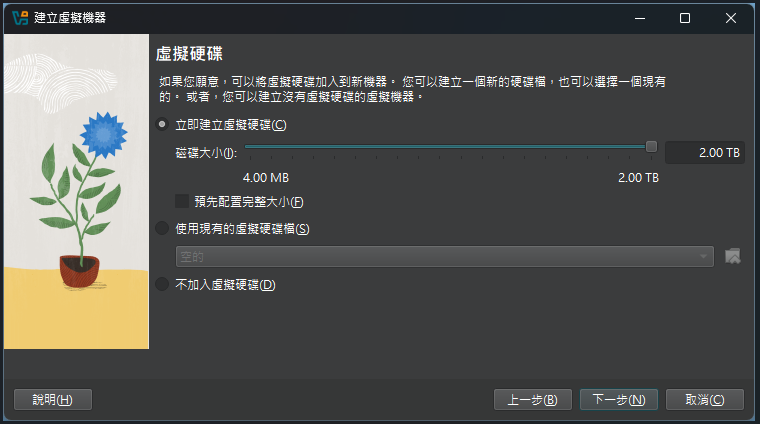 建立虛擬機器
虛擬硬碟
如果您願意，可以將虛擬硬碟加入到新機器。 您可以建立一個新的硬碟檔，也可以選擇一個現有
的。 或者，您可以建立沒有虛擬硬碟的虛擬機器。
立即建立虛擬硬碟(C)
磁碟大小(I): 2.00 TB
4.00 MB 2.00 TB
預先配置完整大小(F)
使用現有的虛擬硬碟檔(S)
空的
不加入虛擬硬碟(D)
說明(H) 上一步(B) 下一步(N) 取消(C)